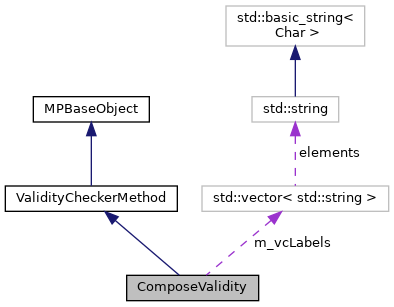 std::basic_string<
Char >
MPBaseObject
std::string
elements
ValidityCheckerMethod
std::vector< std::string >
m_vcLabels
ComposeValidity